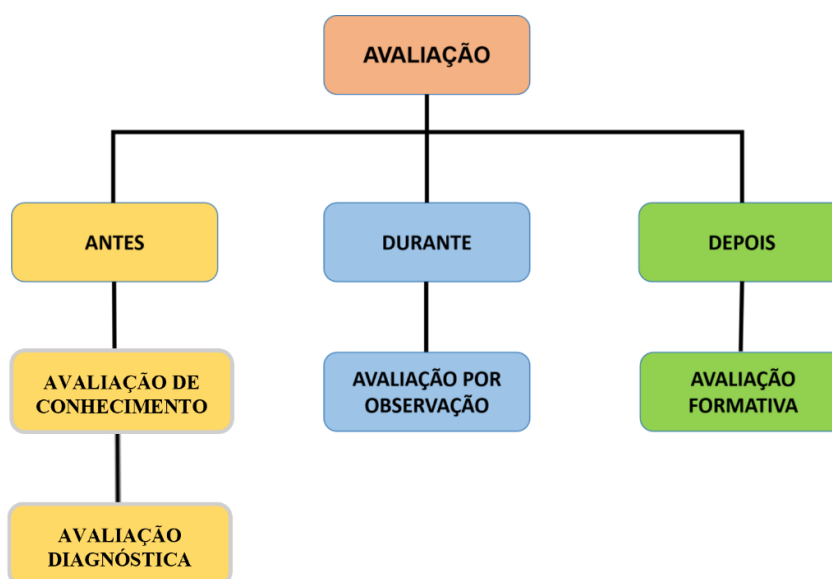 AVALIAÇÃO
ANTES
DURANTE
DEPOIS
AVALIAÇÃO DE
CONHECIMENTO
AVALIAÇÃO POR
OBSERVAÇÃO
AVALIAÇÃO
FORMATIVA
AVALIAÇÃO
DIAGNÓSTICA